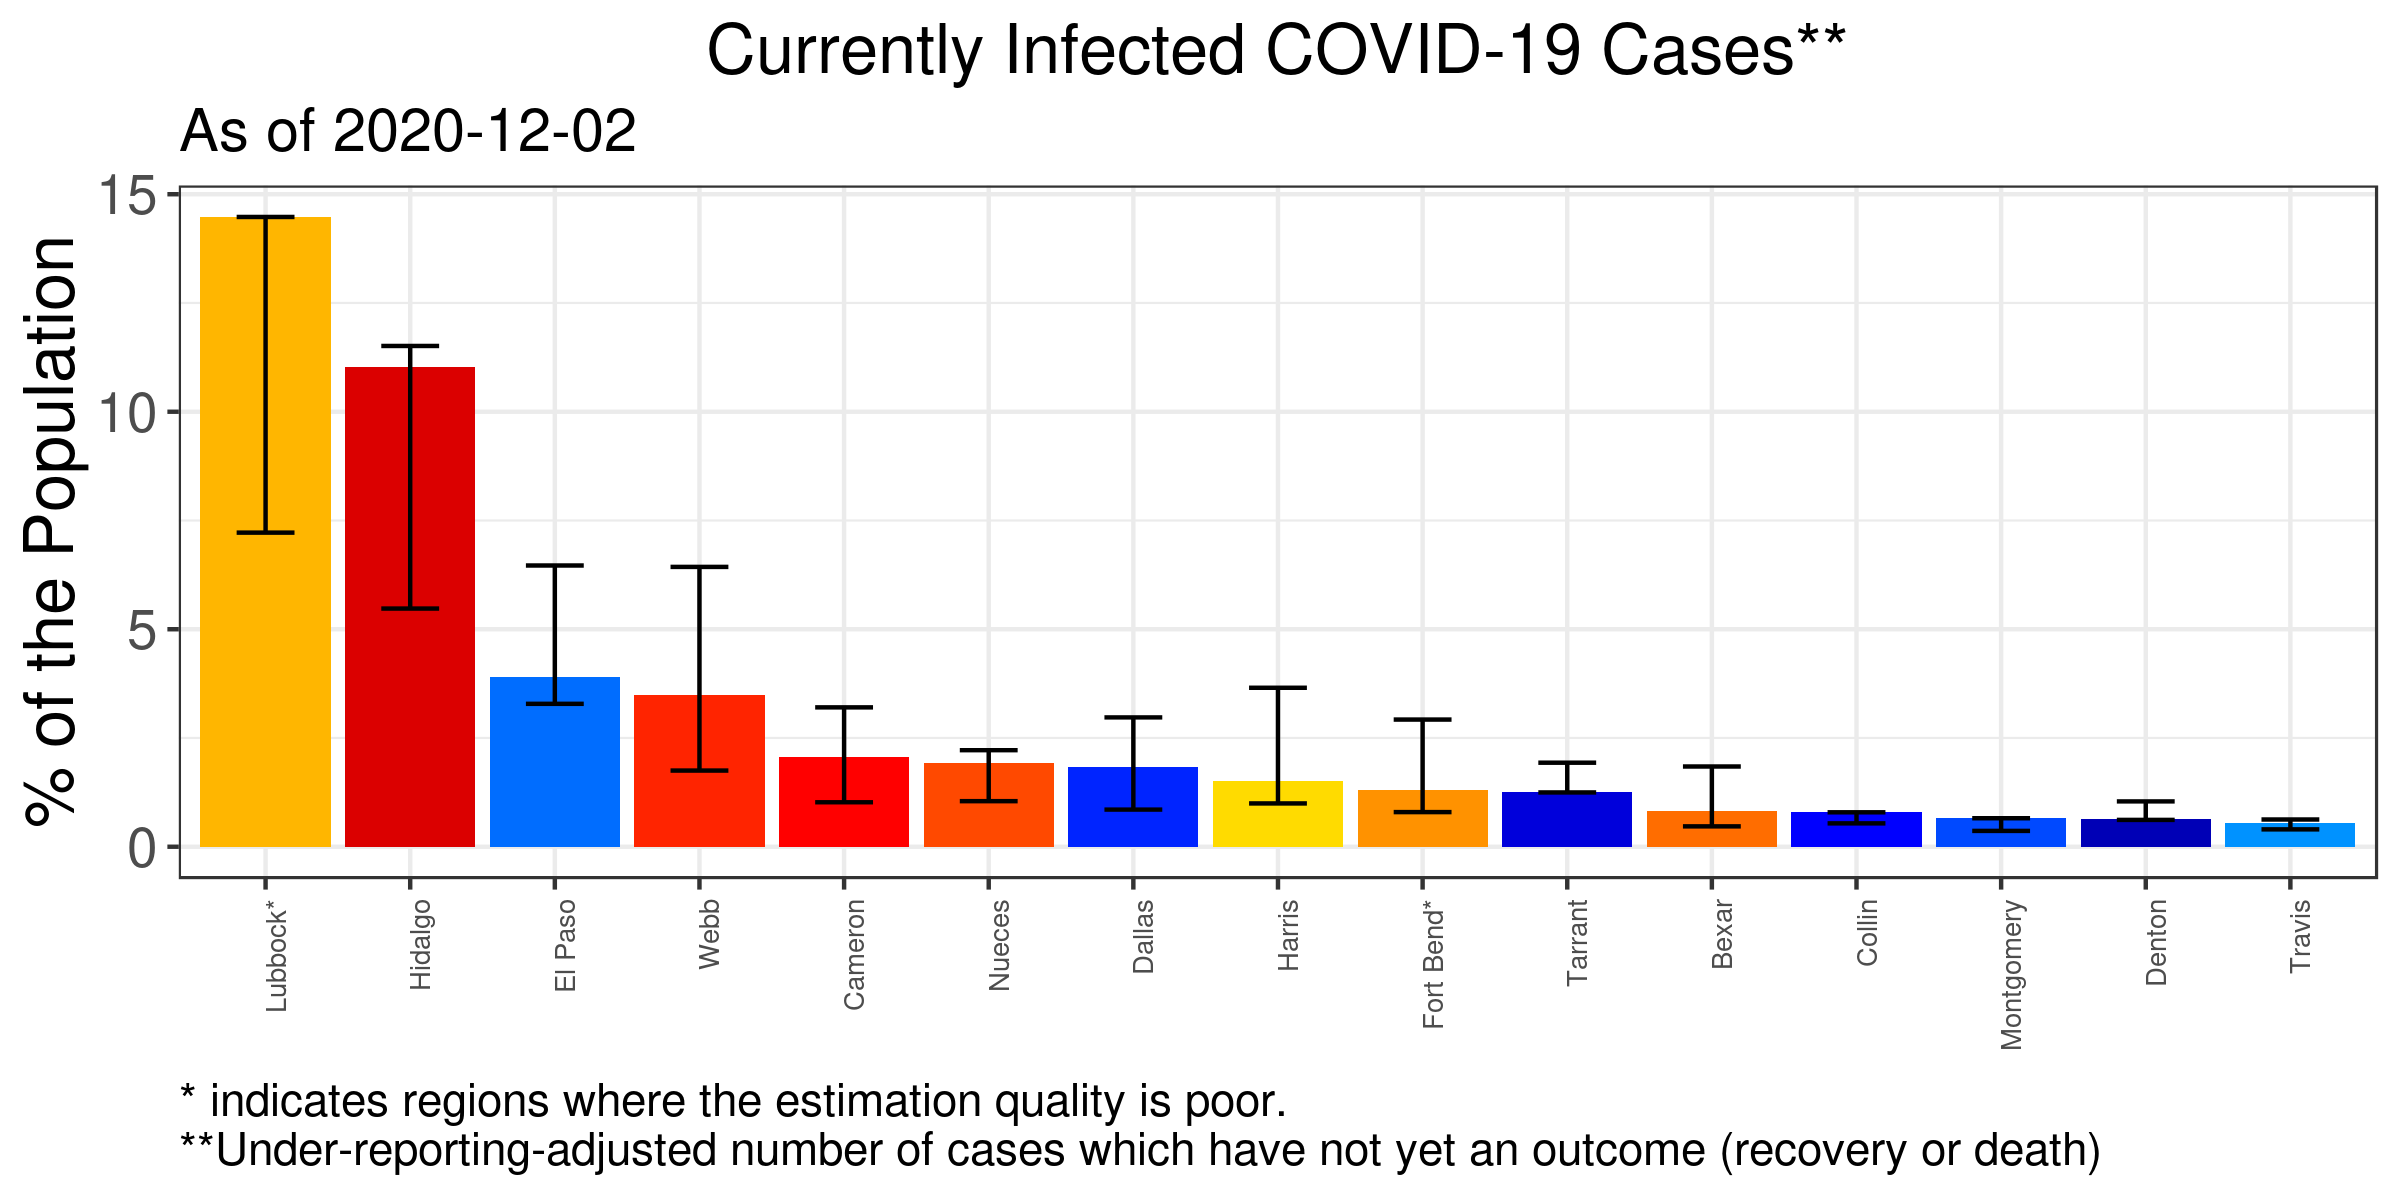 Currently Infected COVID-19 Cases**
As of 2020-12-02
% of the Population
15
10
5
0
Lubbock*
Hidalgo
El Paso
Webb
Cameron
Nueces
Dallas
Harris
Fort Bend*
Tarrant
Bexar
Collin
Montgomery
Denton
Travis
* indicates regions where the estimation quality is poor.
**Under-reporting-adjusted number of cases which have not yet an outcome (recovery or death)